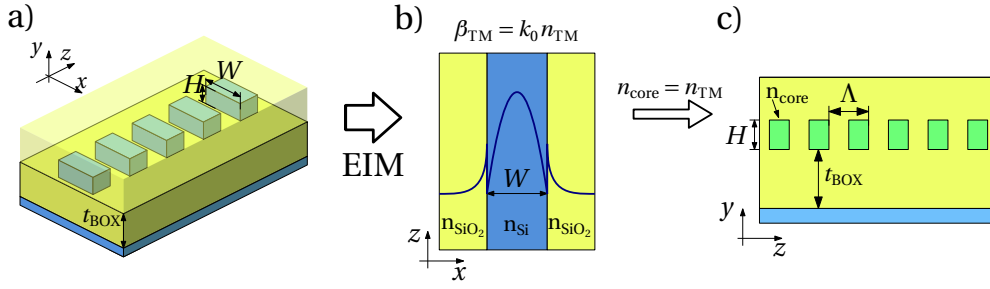 a)
y
z
x
H
W
t_BOX
EIM
b)
β_TM = k_0 n_TM
W
n_SiO₂
n_Si
n_SiO₂
z
x
n_core = n_TM
c)
n_core
Λ
H
t_BOX
y
z